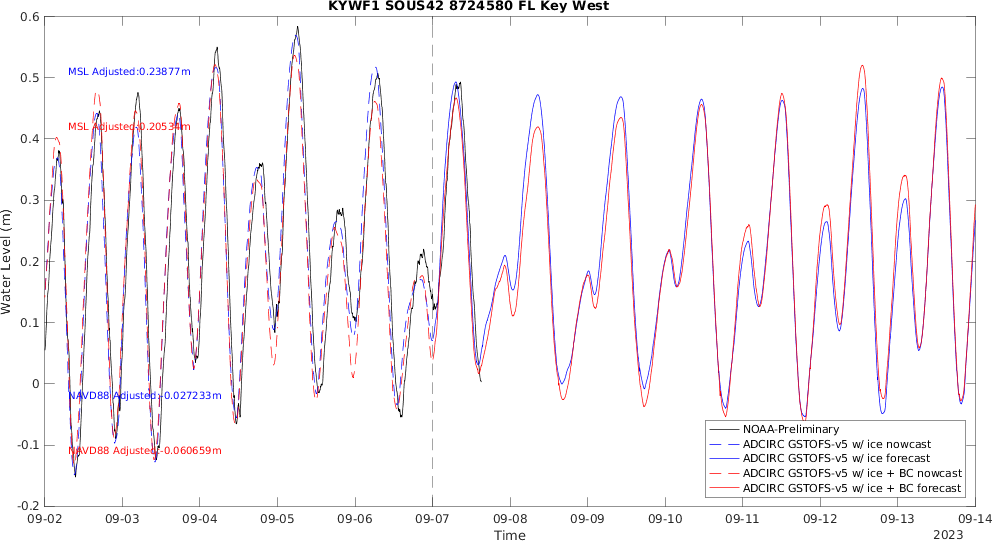 KYWF1 SOUS42 8724580 FL Key West
0.6
0.5
0.4
0.3
0.2
0.1
0
-0.1
-0.2
Water Level (m)
MSL Adjusted:0.23877m
MSL Adjusted:0.20534m
NAVD88 Adjusted:-0.027233m
NAVD88 Adjusted:-0.060659m
NOAA-Preliminary
ADCIRC GSTOFS-v5 w/ ice nowcast
ADCIRC GSTOFS-v5 w/ ice forecast
ADCIRC GSTOFS-v5 w/ ice + BC nowcast
ADCIRC GSTOFS-v5 w/ ice + BC forecast
09-02 09-03 09-04 09-05 09-06 09-07 09-08 09-09 09-10 09-11 09-12 09-13 09-14
Time
2023